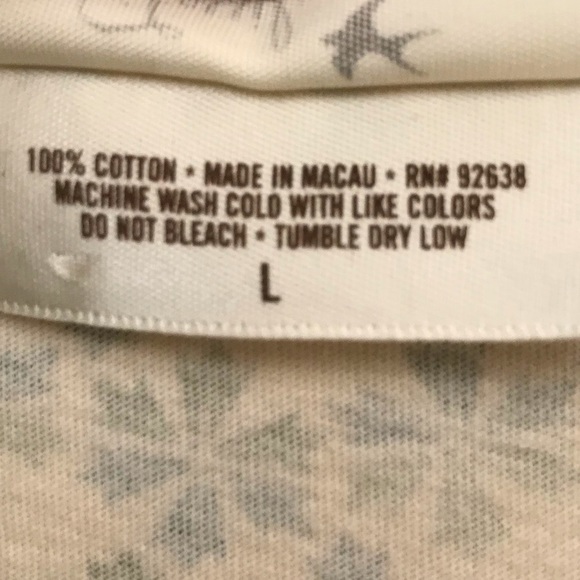 100% COTTON * MADE IN MACAU * RN# 92638
MACHINE WASH COLD WITH LIKE COLORS
DO NOT BLEACH * TUMBLE DRY LOW
L